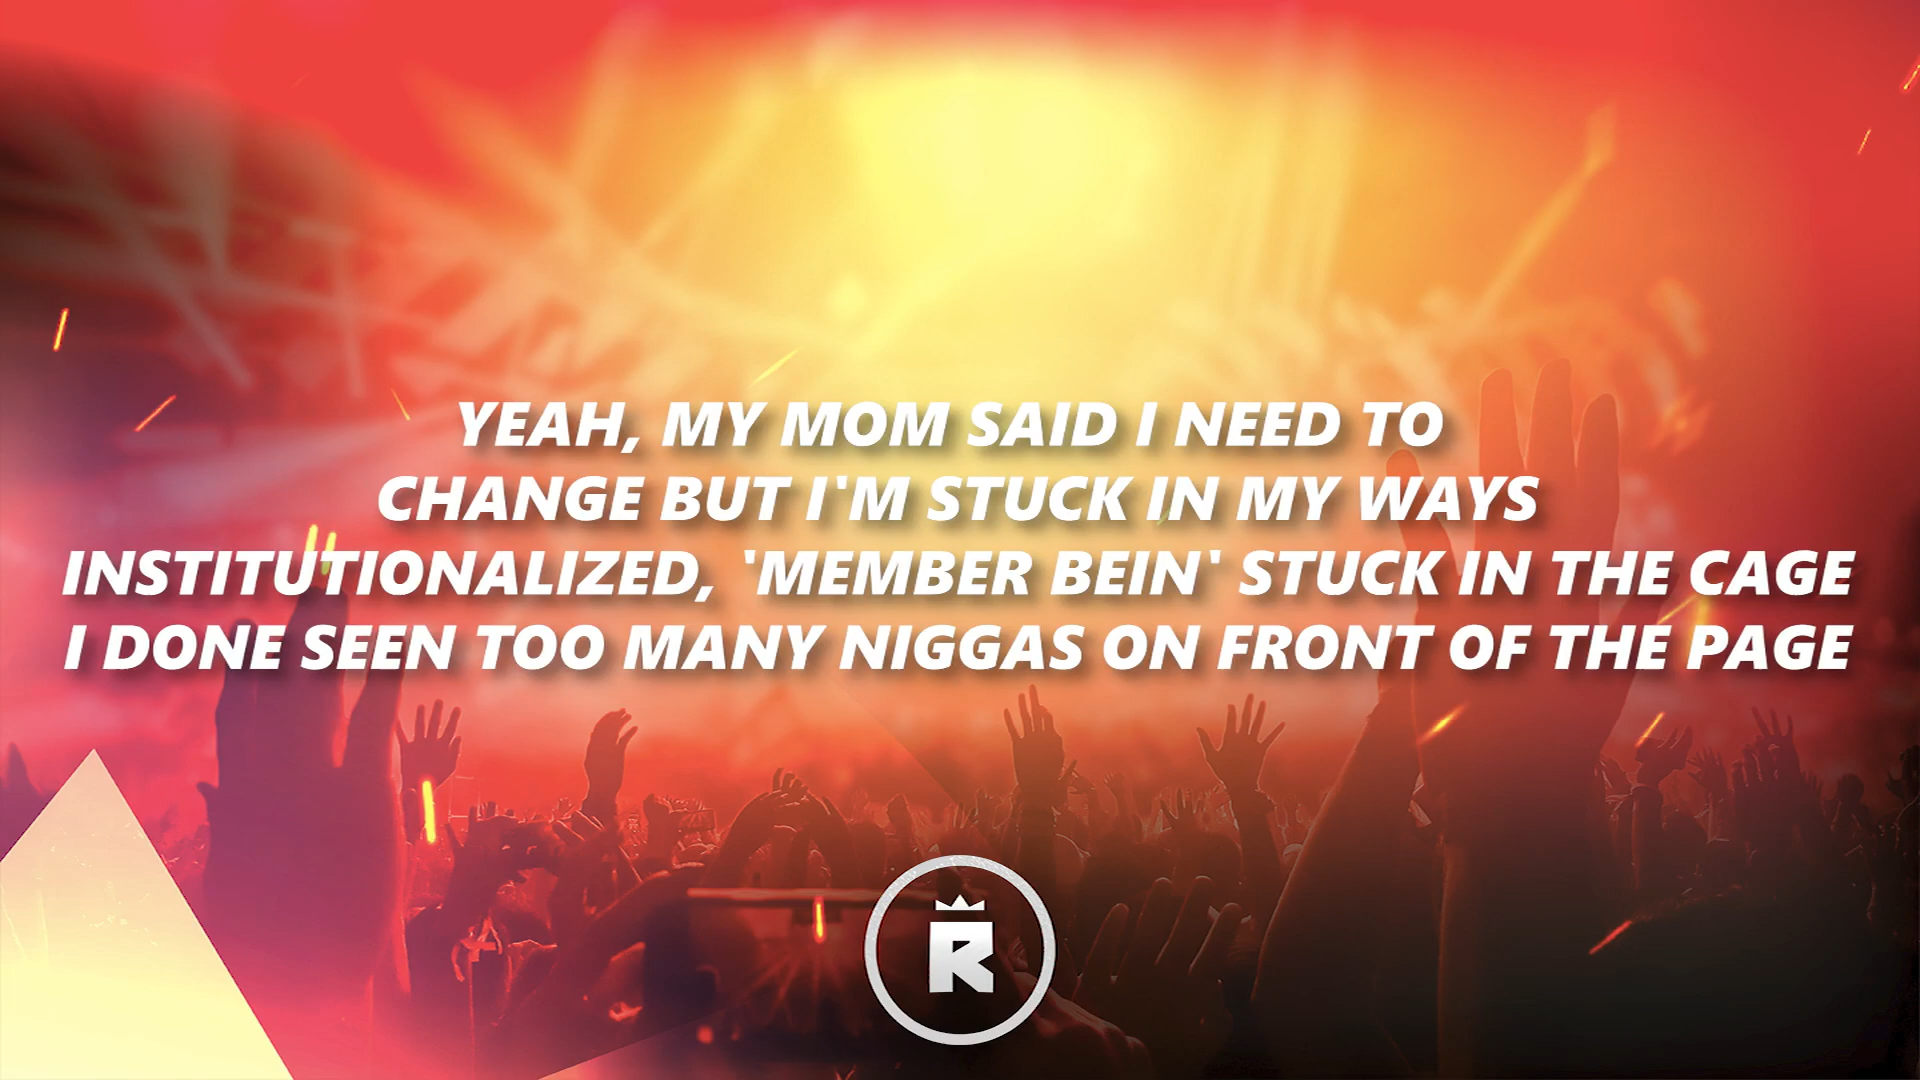 YEAH, MY MOM SAID I NEED TO
CHANGE BUT I'M STUCK IN MY WAYS
INSTITUTIONALIZED, 'MEMBER BEIN' STUCK IN THE CAGE
I DONE SEEN TOO MANY NIGGAS ON FRONT OF THE PAGE
R